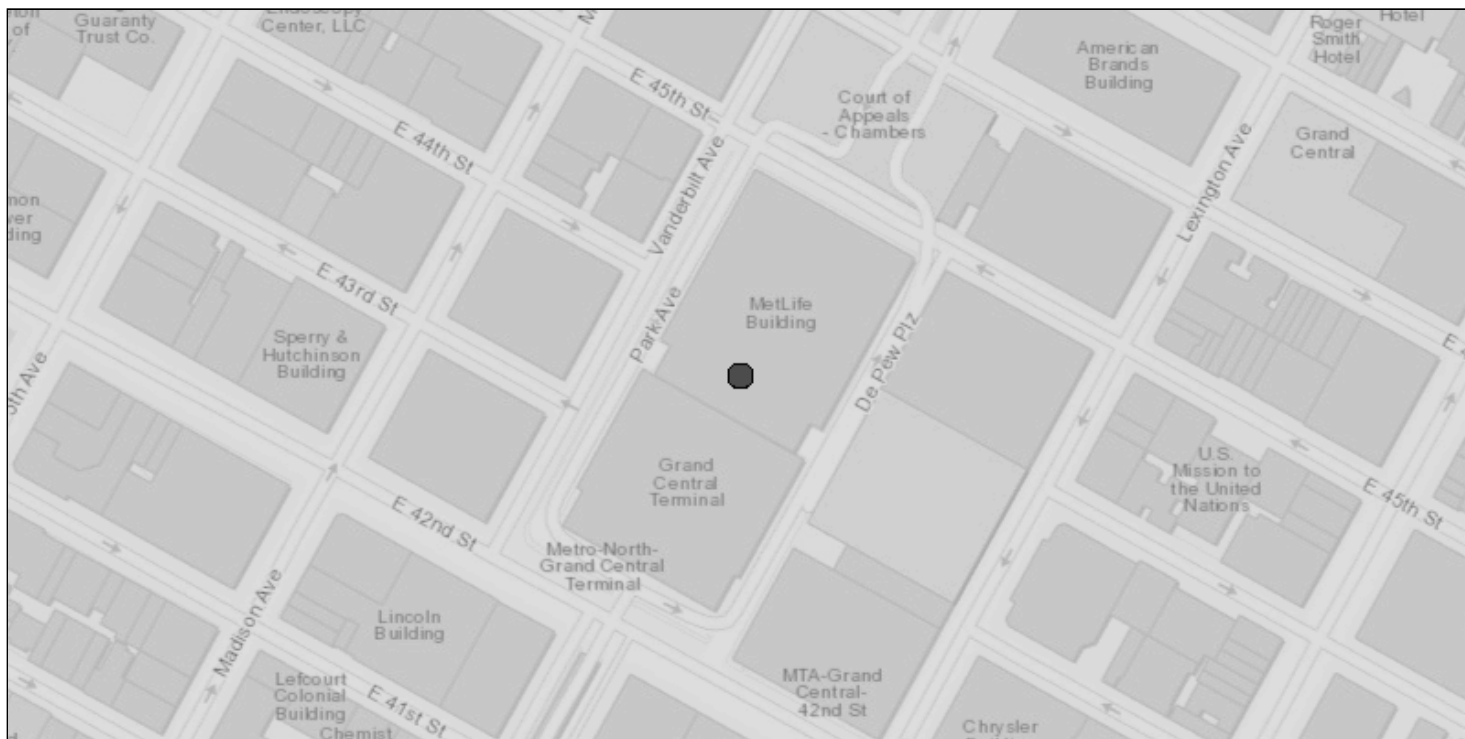 Guaranty
Trust Co.
Center, LLC
E 45th St
Court of
Appeals
- Chambers
American
Brands
Building
Hotel
Roger
Smith
Hotel
E 44th St
Vanderbilt Ave
Lexington Ave
Grand
Central
E 43rd St
Park Ave
MetLife
Building
De Pew Plz
Sperry &
Hutchinson
Building
Grand
Central
Terminal
U.S.
Mission to
the United
Nations
E 45th St
E 42nd St
Metro-North-
Grand Central
Terminal
Madison Ave
Lincoln
Building
Lefcourt
Colonial
Building
E 41st St
Chemist
MTA-Grand
Central-
42nd St
Chrysler